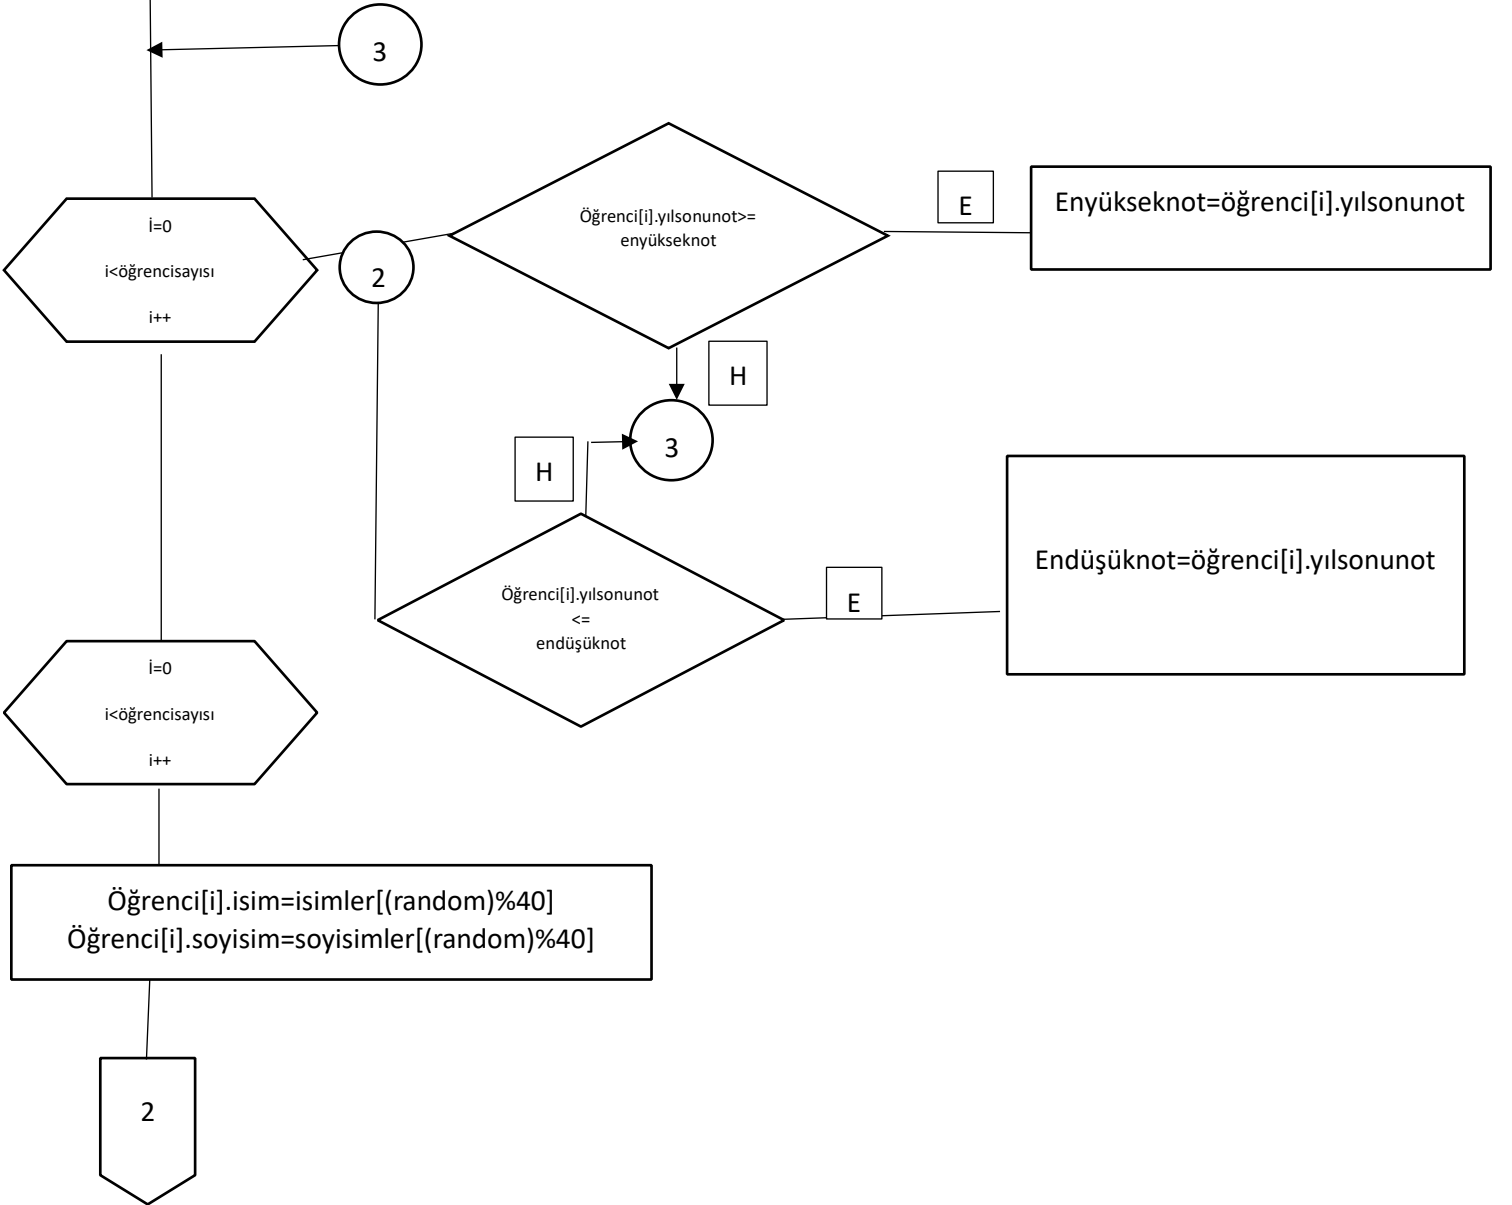 3
İ=0
i<öğrencisayısı
i++
2
Öğrenci[i].yılsonunot>=
enyükseknot
E
Enyükseknot=öğrenci[i].yılsonunot
H
3
H
Öğrenci[i].yılsonunot
<=
endüşüknot
E
Endüşüknot=öğrenci[i].yılsonunot
İ=0
i<öğrencisayısı
i++
Öğrenci[i].isim=isimler[(random)%40]
Öğrenci[i].soyisim=soyisimler[(random)%40]
2